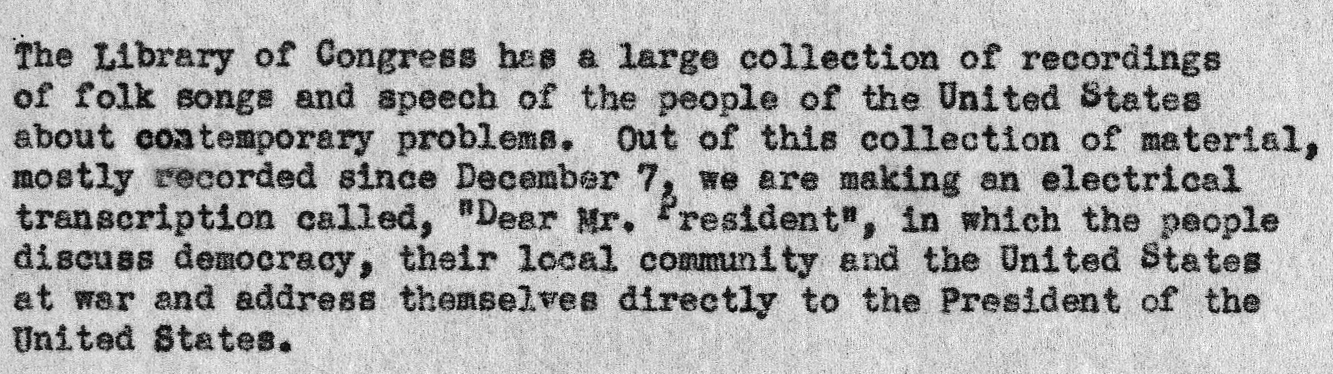 The Library of Congress has a large collection of recordings
of folk songs and speech of the people of the United States
about contemporary problems.  Out of this collection of material,
mostly recorded since December 7, we are making an electrical
transcription called, "Dear Mr. President", in which the people
discuss democracy, their local community and the United States
at war and address themselves directly to the President of the
United States.